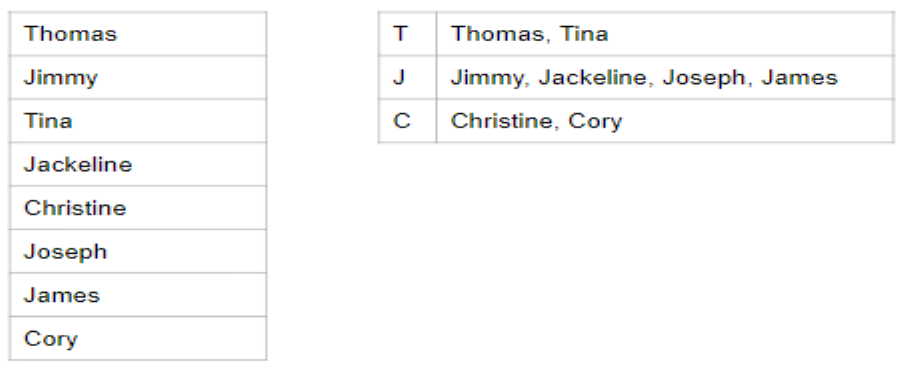 Thomas
Jimmy
Tina
Jackeline
Christine
Joseph
James
Cory
T Thomas, Tina
J Jimmy, Jackeline, Joseph, James
C Christine, Cory